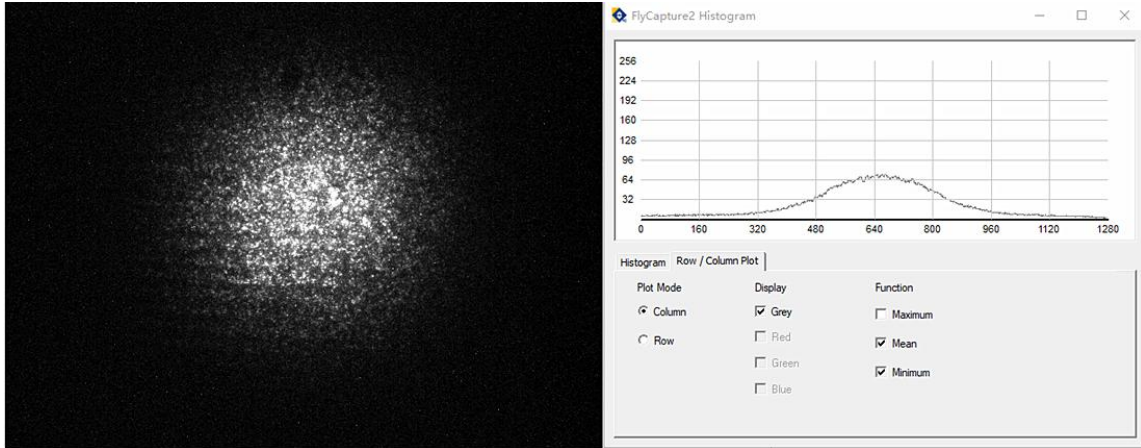 FlyCapture2 Histogram
256
224
192
160
128
96
64
32
0 160 320 480 640 800 960 1120 1280
Histogram Row / Column Plot
Plot Mode Display Function
Column Grey Maximum
Row Red Mean
Green Minimum
Blue